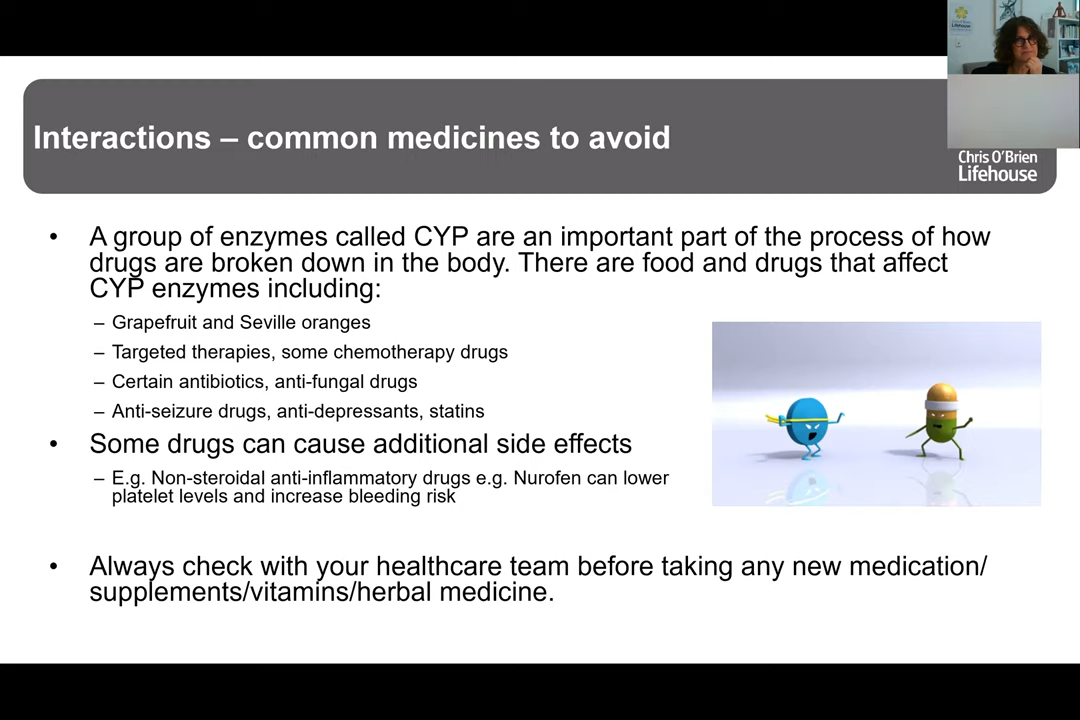 Interactions – common medicines to avoid
Chris O'Brien
Lifehouse
• A group of enzymes called CYP are an important part of the process of how
drugs are broken down in the body. There are food and drugs that affect
CYP enzymes including:
– Grapefruit and Seville oranges
– Targeted therapies, some chemotherapy drugs
– Certain antibiotics, anti-fungal drugs
– Anti-seizure drugs, anti-depressants, statins
• Some drugs can cause additional side effects
– E.g. Non-steroidal anti-inflammatory drugs e.g. Nurofen can lower
platelet levels and increase bleeding risk
• Always check with your healthcare team before taking any new medication/
supplements/vitamins/herbal medicine.